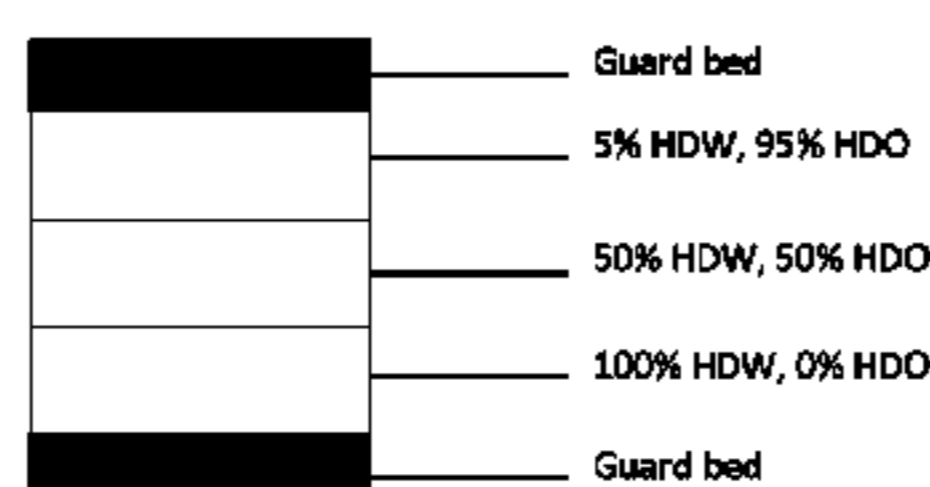 Guard bed
5% HDW, 95% HDO
50% HDW, 50% HDO
100% HDW, 0% HDO
Guard bed